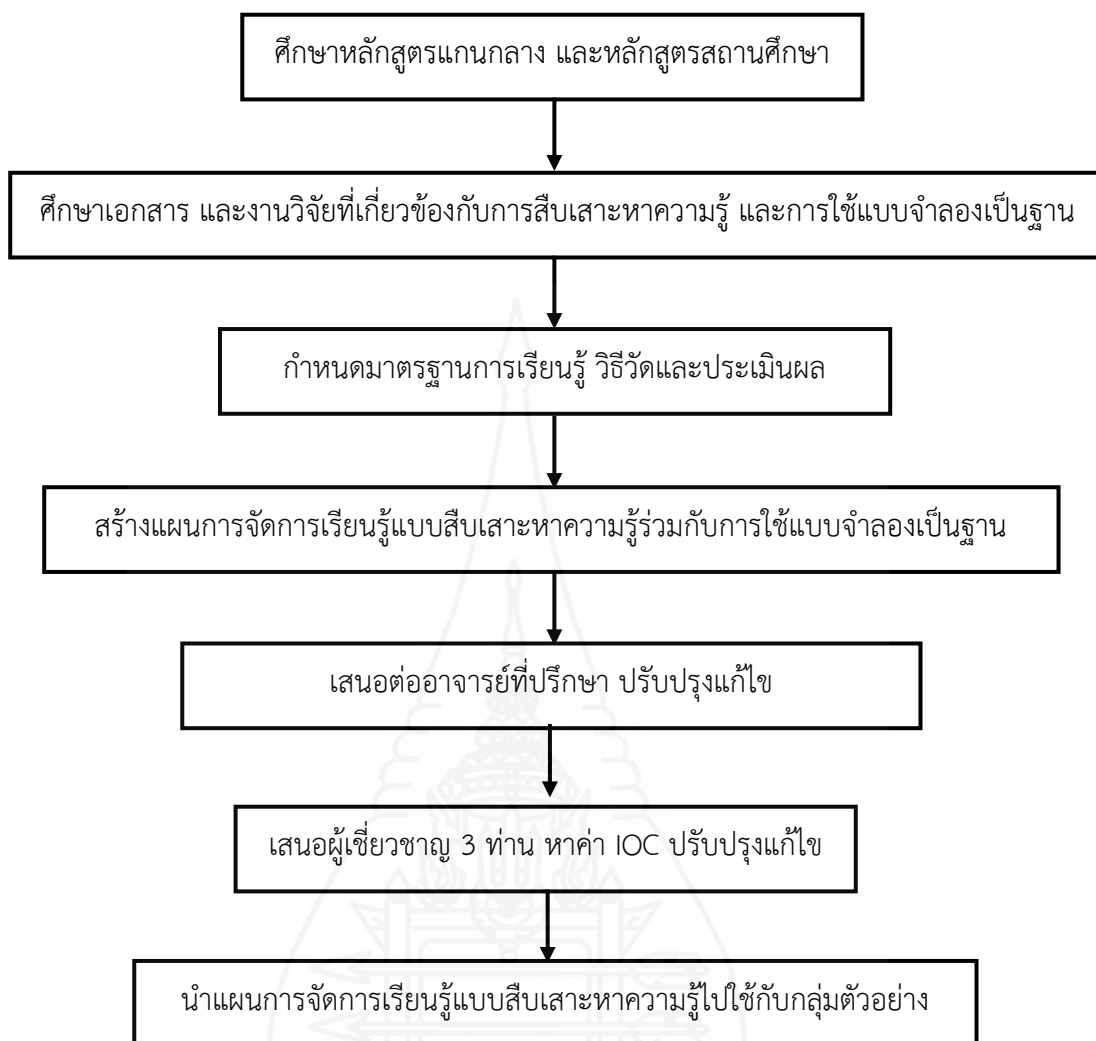 ศึกษาหลักสูตรแกนกลาง และหลักสูตรสถานศึกษา
ศึกษาเอกสาร และงานวิจัยที่เกี่ยวข้องกับการสืบเสาะหาความรู้ และการใช้แบบจำลองเป็นฐาน
กำหนดมาตรฐานการเรียนรู้ วิธีวัดและประเมินผล
สร้างแผนการจัดการเรียนรู้แบบสืบเสาะหาความรู้ร่วมกับการใช้แบบจำลองเป็นฐาน
เสนอต่ออาจารย์ที่ปรึกษา ปรับปรุงแก้ไข
เสนอผู้เชี่ยวชาญ 3 ท่าน หาค่า IOC ปรับปรุงแก้ไข
นำแผนการจัดการเรียนรู้แบบสืบเสาะหาความรู้ไปใช้กับกลุ่มตัวอย่าง